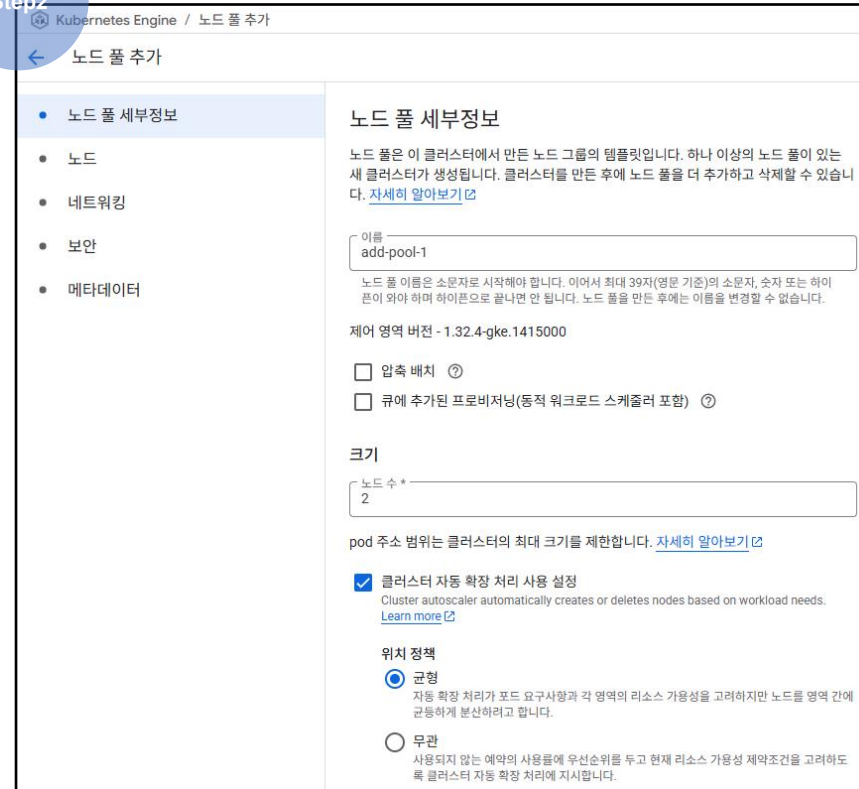 Step2
Kubernetes Engine / 노드 풀 추가
노드 풀 추가
노드 풀 세부정보
노드
네트워킹
보안
메타데이터
노드 풀 세부정보
노드 풀은 이 클러스터에서 만든 노드 그룹의 템플릿입니다. 하나 이상의 노드 풀이 있는
새 클러스터가 생성됩니다. 클러스터를 만든 후에 노드 풀을 더 추가하고 삭제할 수 있습니
다. 자세히 알아보기
이름
add-pool-1
노드 풀 이름은 소문자로 시작해야 합니다. 이어서 최대 39자(영문 기준)의 소문자, 숫자 또는 하이
픈이 와야 하며 하이픈으로 끝나면 안 됩니다. 노드 풀을 만든 후에는 이름을 변경할 수 없습니다.
제어 영역 버전 - 1.32.4-gke.1415000
압축 배치
큐에 추가된 프로비저닝(동적 워크로드 스케줄러 포함)
크기
노드 수 *
2
pod 주소 범위는 클러스터의 최대 크기를 제한합니다. 자세히 알아보기
클러스터 자동 확장 처리 사용 설정
Cluster autoscaler automatically creates or deletes nodes based on workload needs.
Learn more
위치 정책
균형
자동 확장 처리가 포드 요구사항과 각 영역의 리소스 가용성을 고려하지만 노드를 영역 간에
균등하게 분산하려고 합니다.
무관
사용되지 않는 예약의 사용률에 우선순위를 두고 현재 리소스 가용성 제약조건을 고려하도
록 클러스터 자동 확장 처리에 지시합니다.